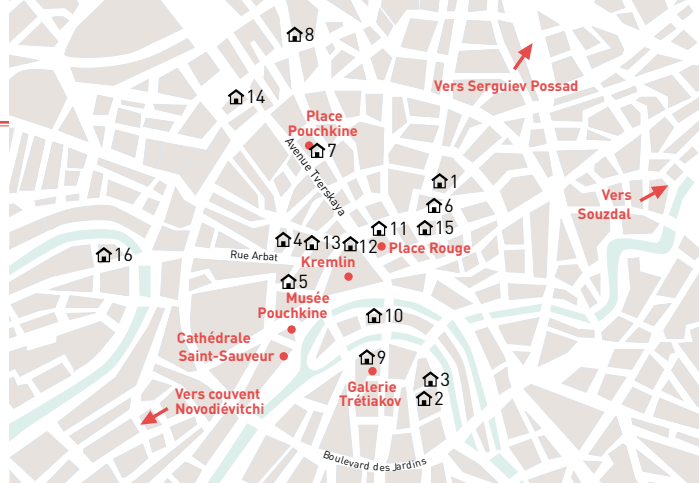 8
Vers Serguiev Possad
14
Place
Pouchkine
7
Avenue Tverskaya
1
Vers
Souzdal
6
15
11
4
13
12
Place Rouge
16
Rue Arbat
Kremlin
5
Musée
Pouchkine
10
Cathédrale
Saint-Sauveur
9
Galerie
Trétiakov
3
2
Vers couvent
Novodiévitchi
Boulevard des Jardins